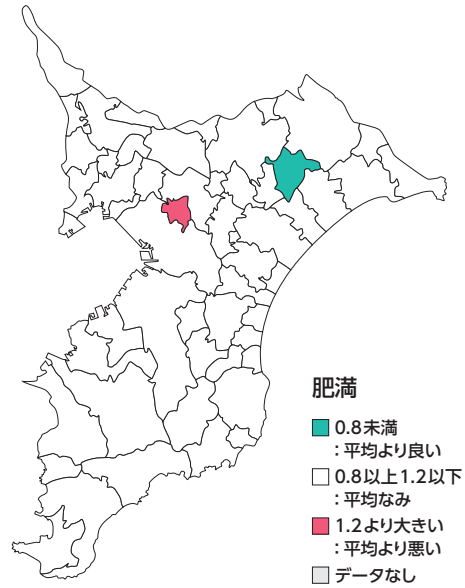 肥満
0.8未満
：平均より良い
0.8以上1.2以下
：平均なみ
1.2より大きい
：平均より悪い
データなし